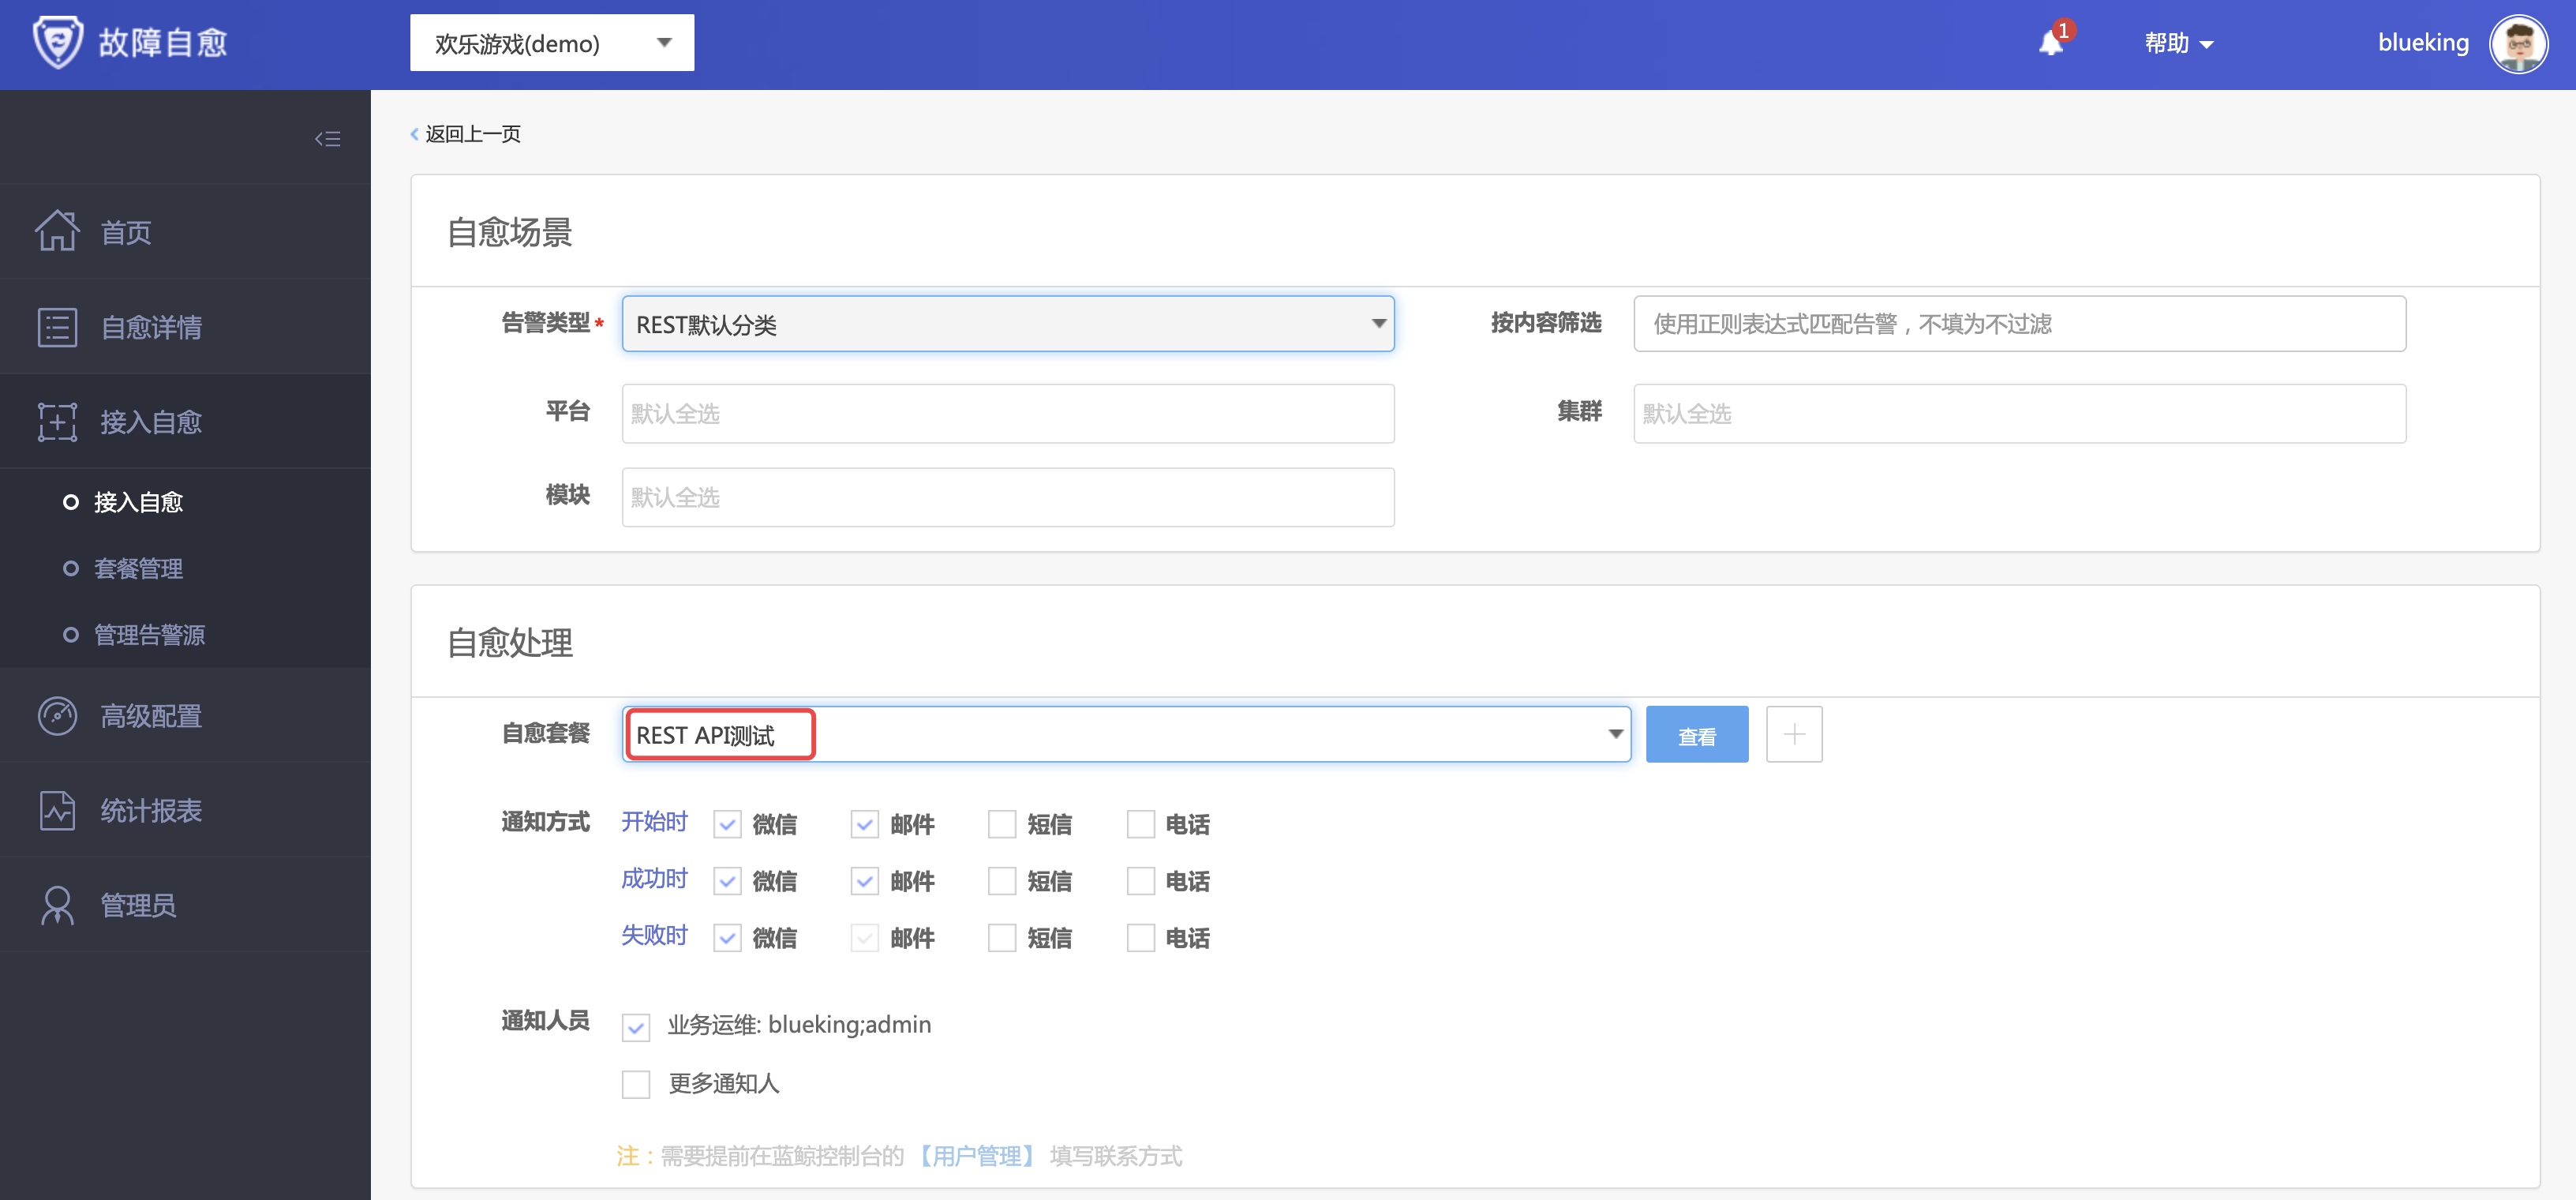 故障自愈
欢乐游戏(demo)
1
帮助
blueking
返回上一页
首页
自愈详情
接入自愈
接入自愈
套餐管理
管理告警源
高级配置
统计报表
管理员
自愈场景
告警类型* REST默认分类
按内容筛选 使用正则表达式匹配告警，不填为不过滤
平台 默认全选
集群 默认全选
模块 默认全选
自愈处理
自愈套餐 REST API测试 查看
通知方式 开始时 微信 邮件 短信 电话
成功时 微信 邮件 短信 电话
失败时 微信 邮件 短信 电话
通知人员 业务运维: blueking;admin
更多通知人
注：需要提前在蓝鲸控制台的【用户管理】填写联系方式